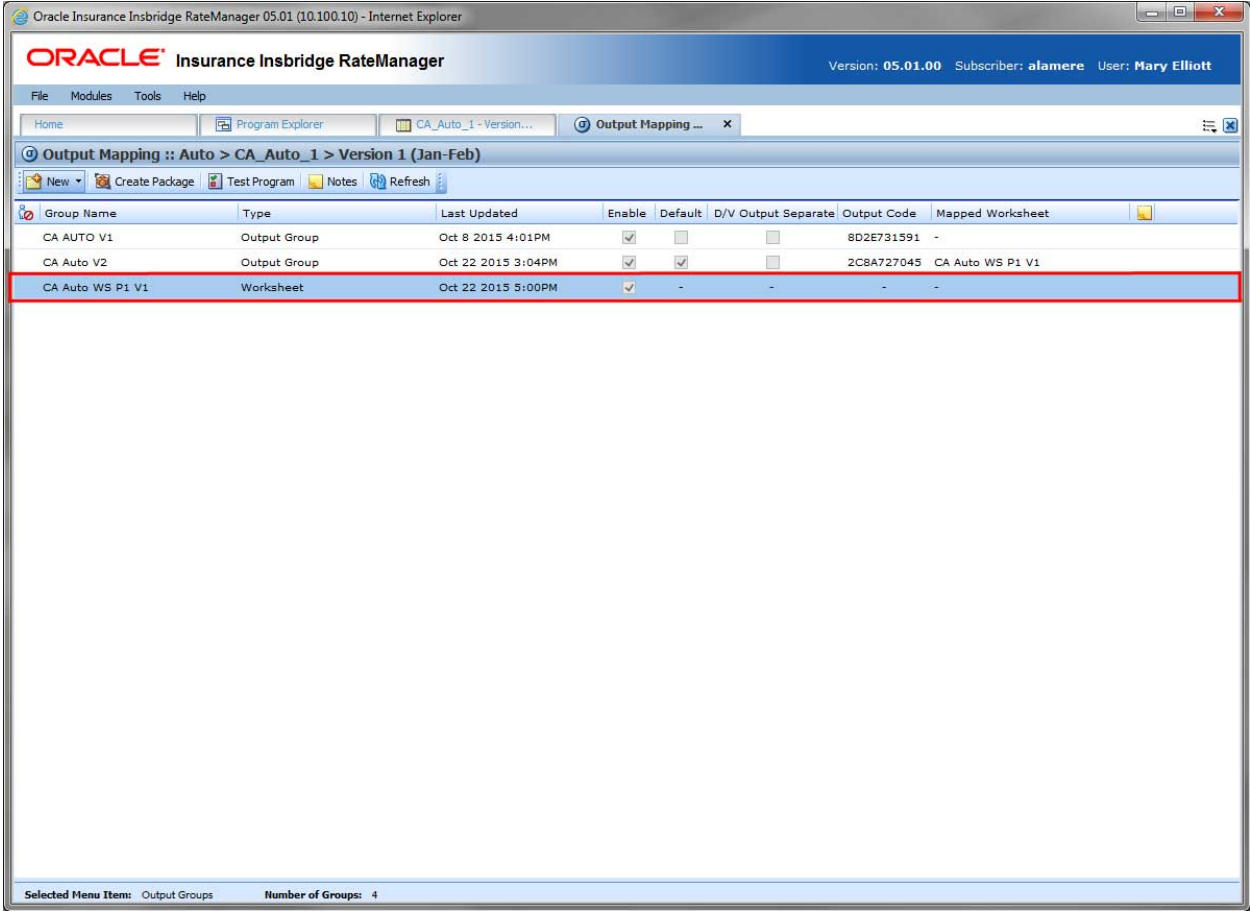 Oracle Insurance Insbridge RateManager 05.01 (10.100.10) - Internet Explorer
ORACLE Insurance Insbridge RateManager
Version: 05.01.00 Subscriber: alamere User: Mary Elliott
File Modules Tools Help
Home Program Explorer CA_Auto_1 - Version... Output Mapping ... x
Output Mapping :: Auto > CA_Auto_1 > Version 1 (Jan-Feb)
New Create Package Test Program Notes Refresh
Group Name Type Last Updated Enable Default D/V Output Separate Output Code Mapped Worksheet
CA AUTO V1 Output Group Oct 8 2015 4:01PM 8D2E731591 -
CA Auto V2 Output Group Oct 22 2015 3:04PM 2C8A727045 CA Auto WS P1 V1
CA Auto WS P1 V1 Worksheet Oct 22 2015 5:00PM - - - -
Selected Menu Item: Output Groups Number of Groups: 4